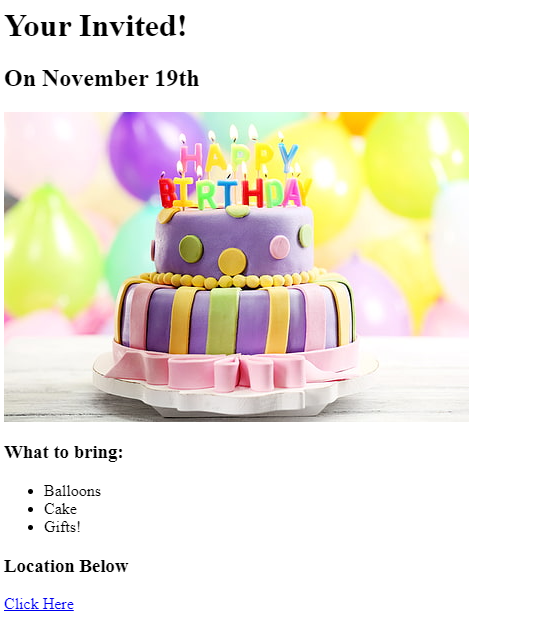 Your Invited!
On November 19th
HAPPY
BIRTHDAY
What to bring:
Balloons
Cake
Gifts!
Location Below
Click Here